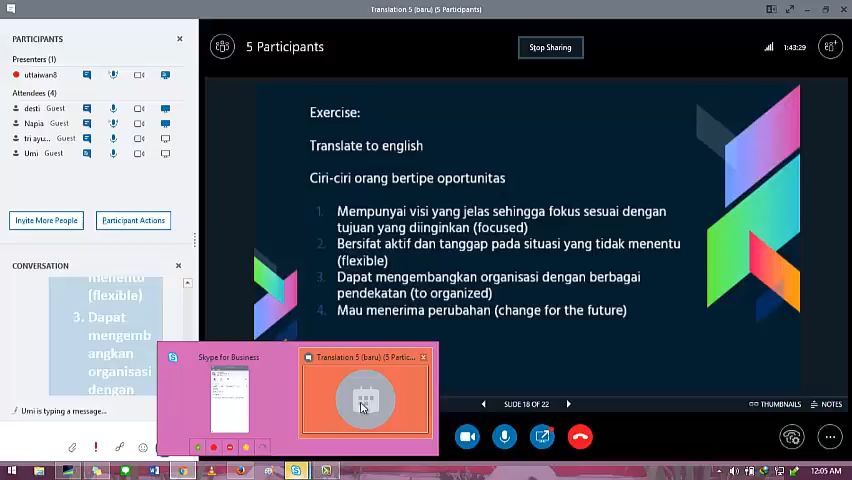 Translation 5 (baru) (5 Participants)
PARTICIPANTS
Presenters (1)
uttaiwan8
Attendees (4)
desti Guest
Napia Guest
tri ayu... Guest
Umi Guest
Invite More People
Participant Actions
CONVERSATION
menentu
(flexible)
3. Dapat
mengemb
angkan
organisasi
dengan
Umi is typing a message...
5 Participants
Stop Sharing
1:43:29
Exercise:
Translate to english
Ciri-ciri orang bertipe oportunitas
1. Mempunyai visi yang jelas sehingga fokus sesuai dengan
tujuan yang diinginkan (focused)
2. Bersifat aktif dan tanggap pada situasi yang tidak menentu
(flexible)
3. Dapat mengembangkan organisasi dengan berbagai
pendekatan (to organized)
4. Mau menerima perubahan (change for the future)
Skype for Business
Translation 5 (baru) (5 Partic...
SLIDE 18 OF 22
THUMBNAILS
NOTES
12:05 AM